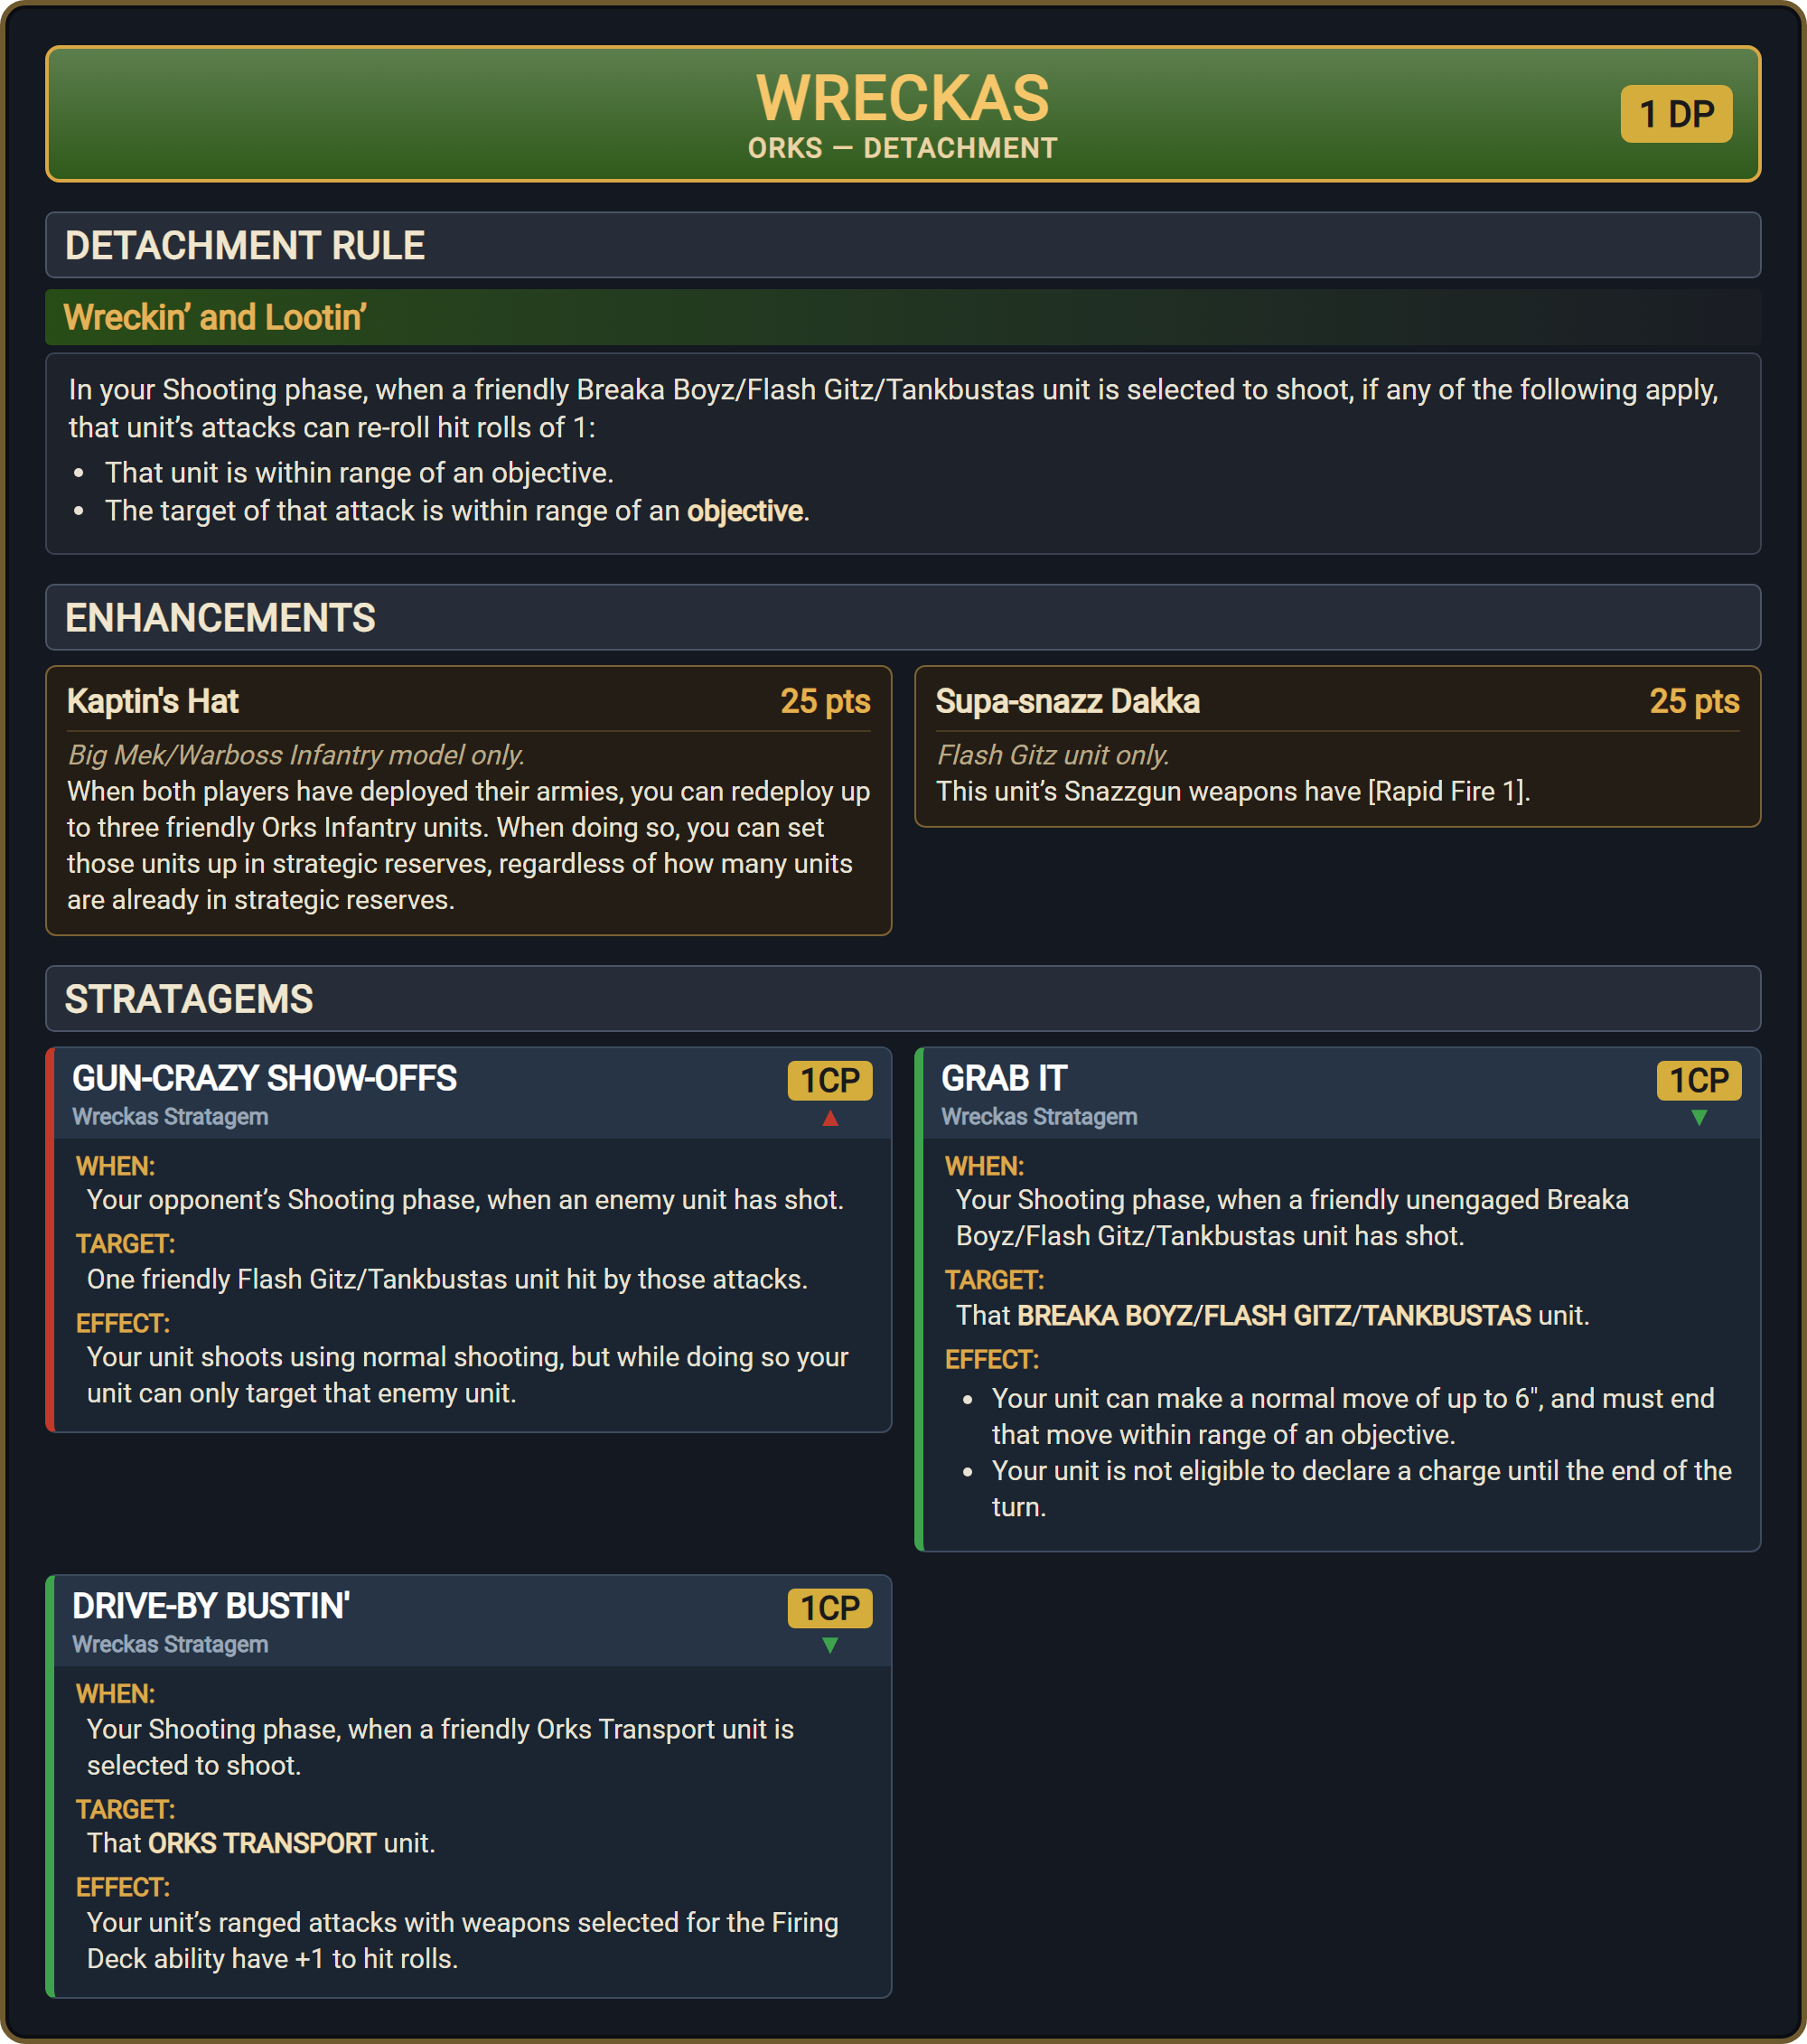 WRECKAS
ORKS — DETACHMENT
1 DP
DETACHMENT RULE
Wreckin’ and Lootin’
In your Shooting phase, when a friendly Breaka Boyz/Flash Gitz/Tankbustas unit is selected to shoot, if any of the following apply,
that unit’s attacks can re-roll hit rolls of 1:
• That unit is within range of an objective.
• The target of that attack is within range of an objective.
ENHANCEMENTS
Kaptin's Hat 25 pts
Big Mek/Warboss Infantry model only.
When both players have deployed their armies, you can redeploy up
to three friendly Orks Infantry units. When doing so, you can set
those units up in strategic reserves, regardless of how many units
are already in strategic reserves.
Supa-snazz Dakka 25 pts
Flash Gitz unit only.
This unit’s Snazzgun weapons have [Rapid Fire 1].
STRATAGEMS
GUN-CRAZY SHOW-OFFS 1CP
Wreckas Stratagem ▲
WHEN:
Your opponent’s Shooting phase, when an enemy unit has shot.
TARGET:
One friendly Flash Gitz/Tankbustas unit hit by those attacks.
EFFECT:
Your unit shoots using normal shooting, but while doing so your
unit can only target that enemy unit.
GRAB IT 1CP
Wreckas Stratagem ▼
WHEN:
Your Shooting phase, when a friendly unengaged Breaka
Boyz/Flash Gitz/Tankbustas unit has shot.
TARGET:
That BREAKA BOYZ/FLASH GITZ/TANKBUSTAS unit.
EFFECT:
• Your unit can make a normal move of up to 6", and must end
that move within range of an objective.
• Your unit is not eligible to declare a charge until the end of the
turn.
DRIVE-BY BUSTIN' 1CP
Wreckas Stratagem ▼
WHEN:
Your Shooting phase, when a friendly Orks Transport unit is
selected to shoot.
TARGET:
That ORKS TRANSPORT unit.
EFFECT:
Your unit’s ranged attacks with weapons selected for the Firing
Deck ability have +1 to hit rolls.